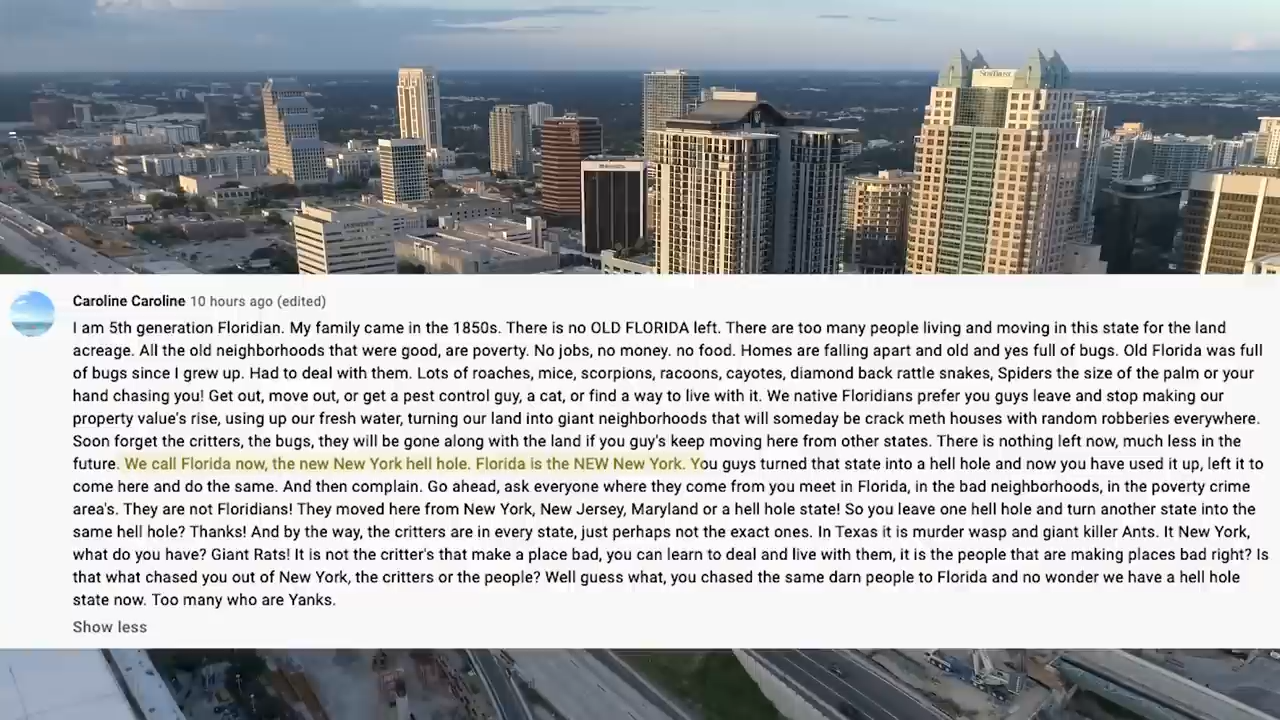 SUNTRUST
Caroline Caroline 10 hours ago (edited)
I am 5th generation Floridian. My family came in the 1850s. There is no OLD FLORIDA left. There are too many people living and moving in this state for the land
acreage. All the old neighborhoods that were good, are poverty. No jobs, no money. no food. Homes are falling apart and old and yes full of bugs. Old Florida was full
of bugs since I grew up. Had to deal with them. Lots of roaches, mice, scorpions, racoons, cayotes, diamond back rattle snakes, Spiders the size of the palm or your
hand chasing you! Get out, move out, or get a pest control guy, a cat, or find a way to live with it. We native Floridians prefer you guys leave and stop making our
property value's rise, using up our fresh water, turning our land into giant neighborhoods that will someday be crack meth houses with random robberies everywhere.
Soon forget the critters, the bugs, they will be gone along with the land if you guy's keep moving here from other states. There is nothing left now, much less in the
future. We call Florida now, the new New York hell hole. Florida is the NEW New York. You guys turned that state into a hell hole and now you have used it up, left it to
come here and do the same. And then complain. Go ahead, ask everyone where they come from you meet in Florida, in the bad neighborhoods, in the poverty crime
area's. They are not Floridians! They moved here from New York, New Jersey, Maryland or a hell hole state! So you leave one hell hole and turn another state into the
same hell hole? Thanks! And by the way, the critters are in every state, just perhaps not the exact ones. In Texas it is murder wasp and giant killer Ants. It New York,
what do you have? Giant Rats! It is not the critter's that make a place bad, you can learn to deal and live with them, it is the people that are making places bad right? Is
that what chased you out of New York, the critters or the people? Well guess what, you chased the same darn people to Florida and no wonder we have a hell hole
state now. Too many who are Yanks.
Show less